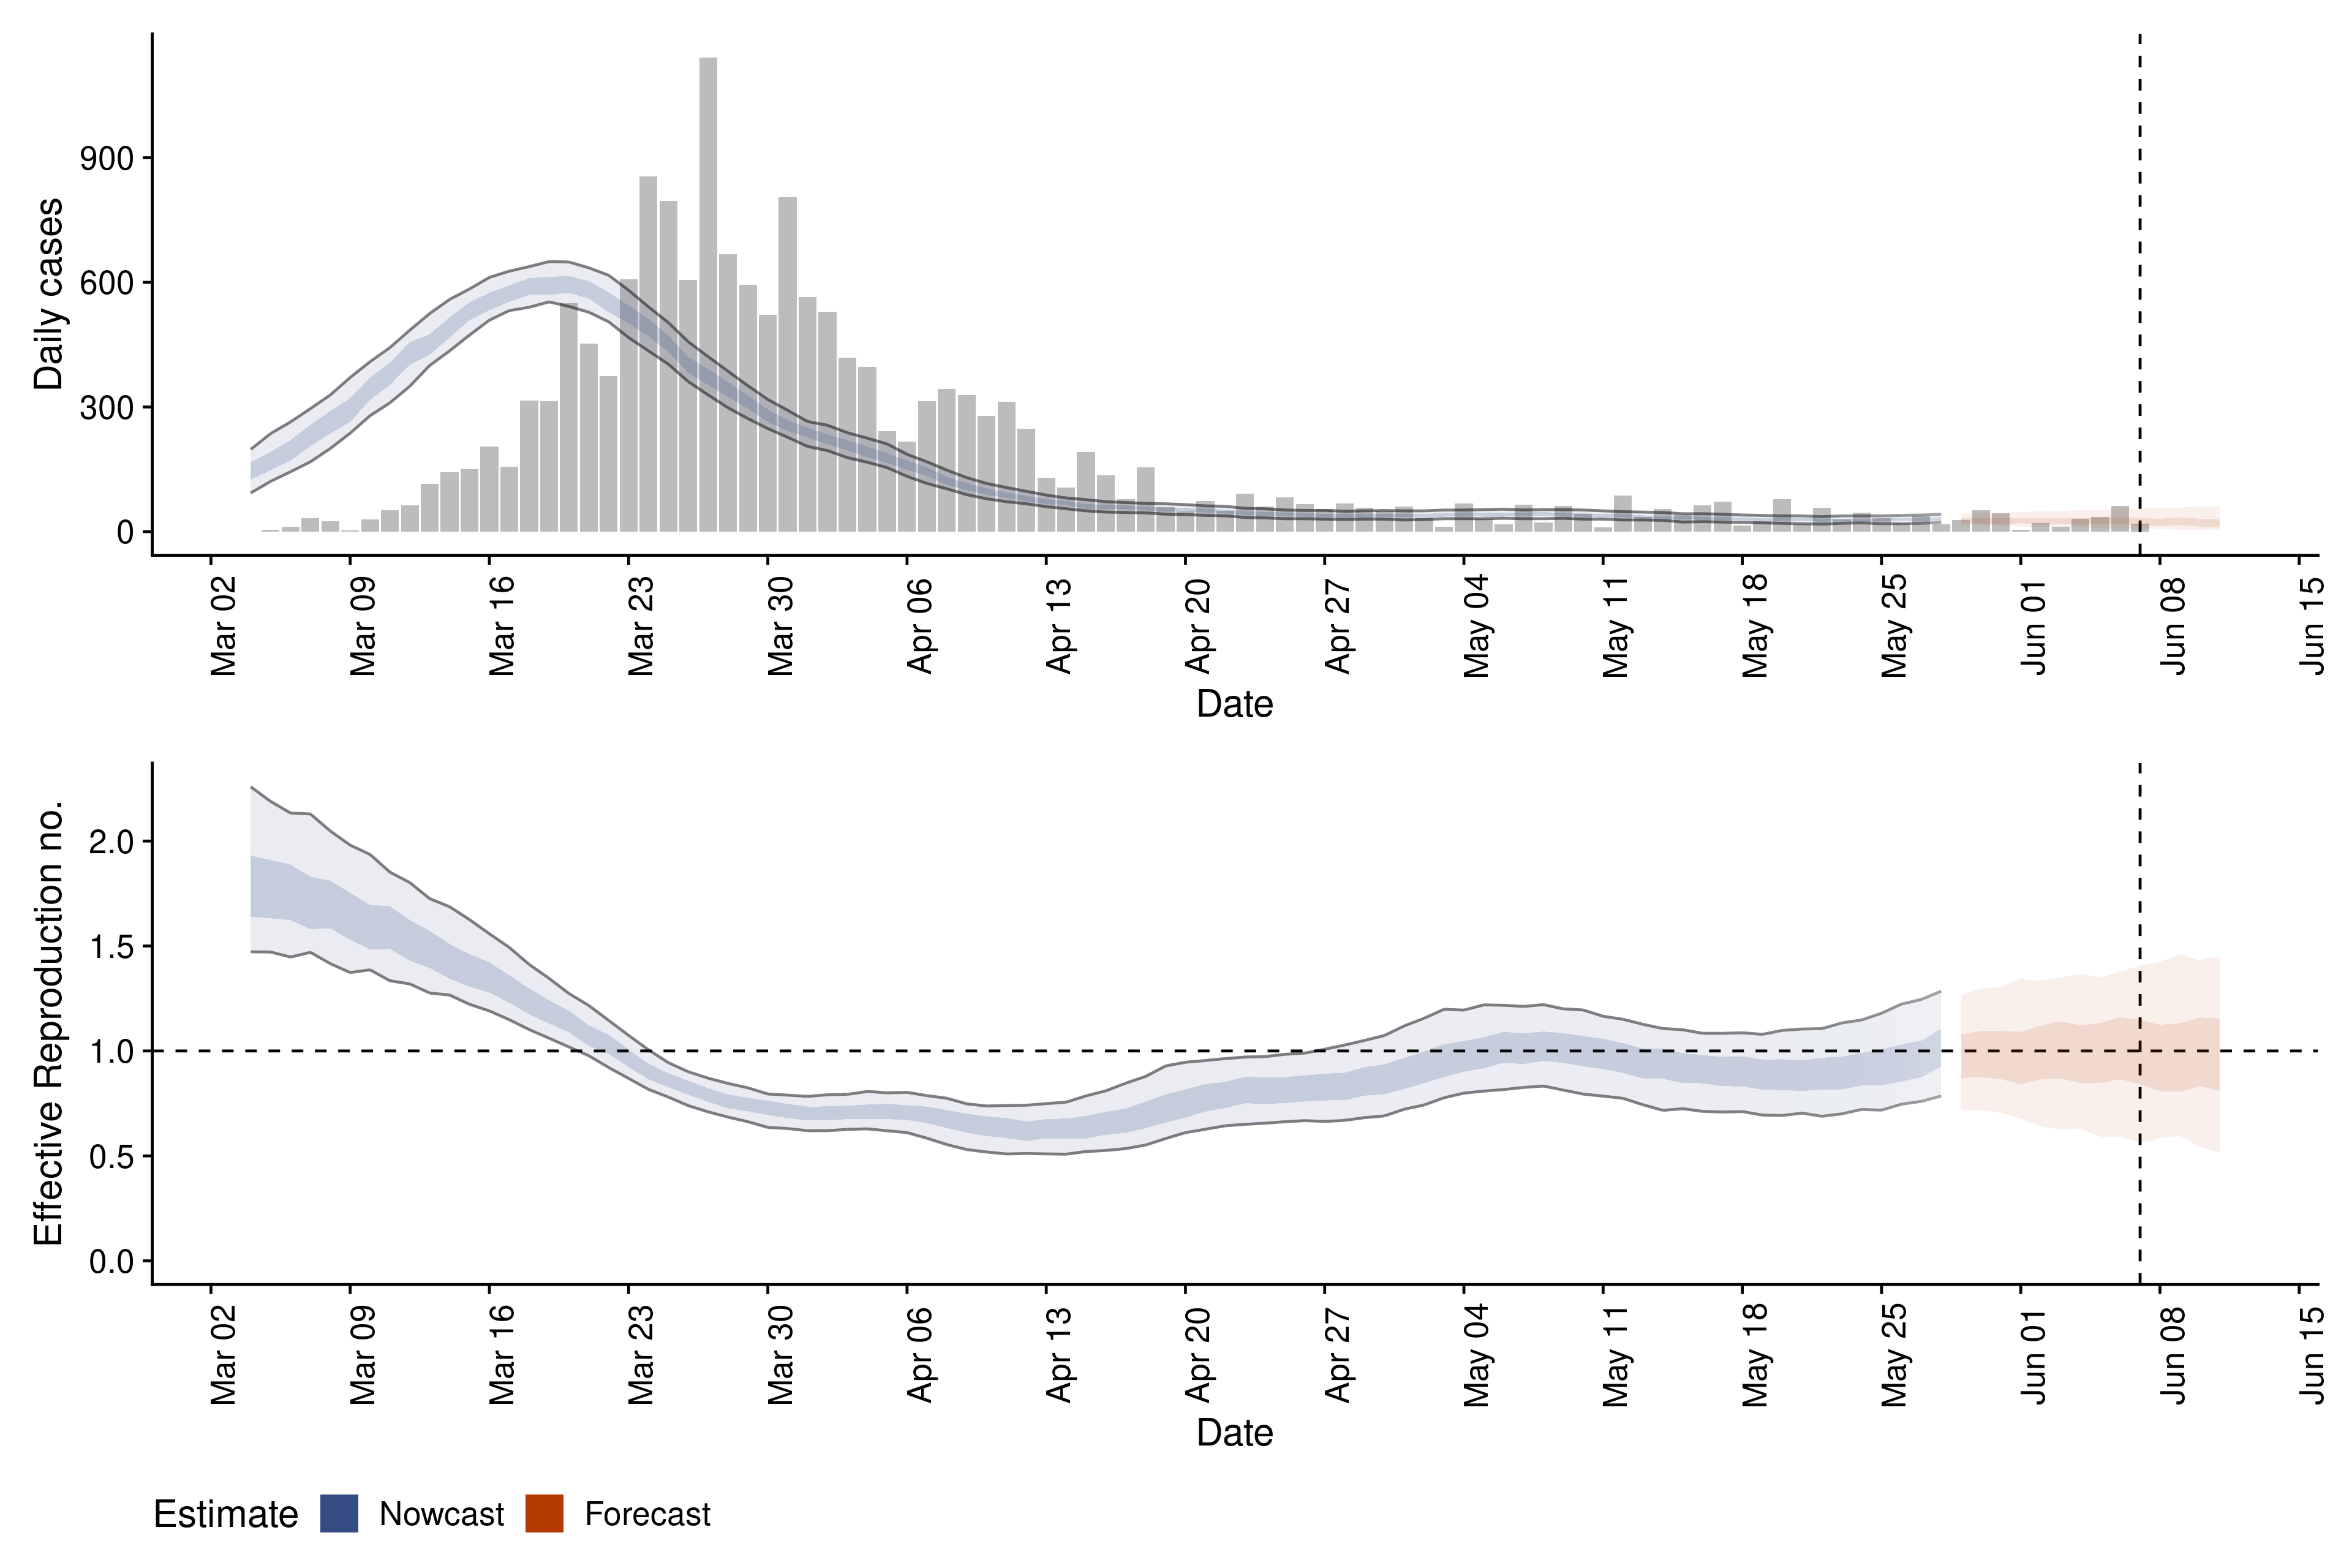 Daily cases
900
600
300
0
Mar 02
Mar 09
Mar 16
Mar 23
Mar 30
Apr 06
Apr 13
Apr 20
Apr 27
May 04
May 11
May 18
May 25
Jun 01
Jun 08
Jun 15
Date
Effective Reproduction no.
2.0
1.5
1.0
0.5
0.0
Mar 02
Mar 09
Mar 16
Mar 23
Mar 30
Apr 06
Apr 13
Apr 20
Apr 27
May 04
May 11
May 18
May 25
Jun 01
Jun 08
Jun 15
Date
Estimate Nowcast Forecast